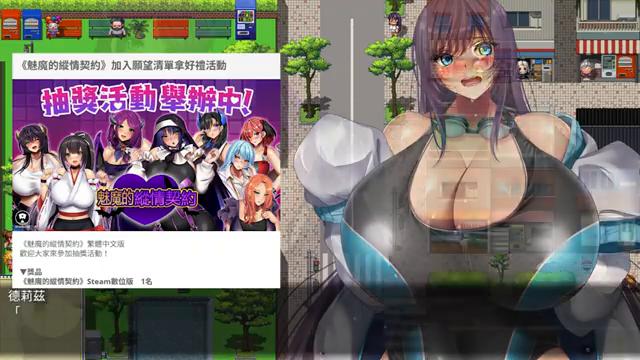 《魅魔的縱情契約》加入願望清單拿好禮活動
抽獎活動舉辦中!
魅魔的縱情契約
《魅魔的縱情契約》繁體中文版
歡迎大家來參加抽獎活動！
▼獎品
《魅魔的縱情契約》Steam數位版 1名
德莉茲
「